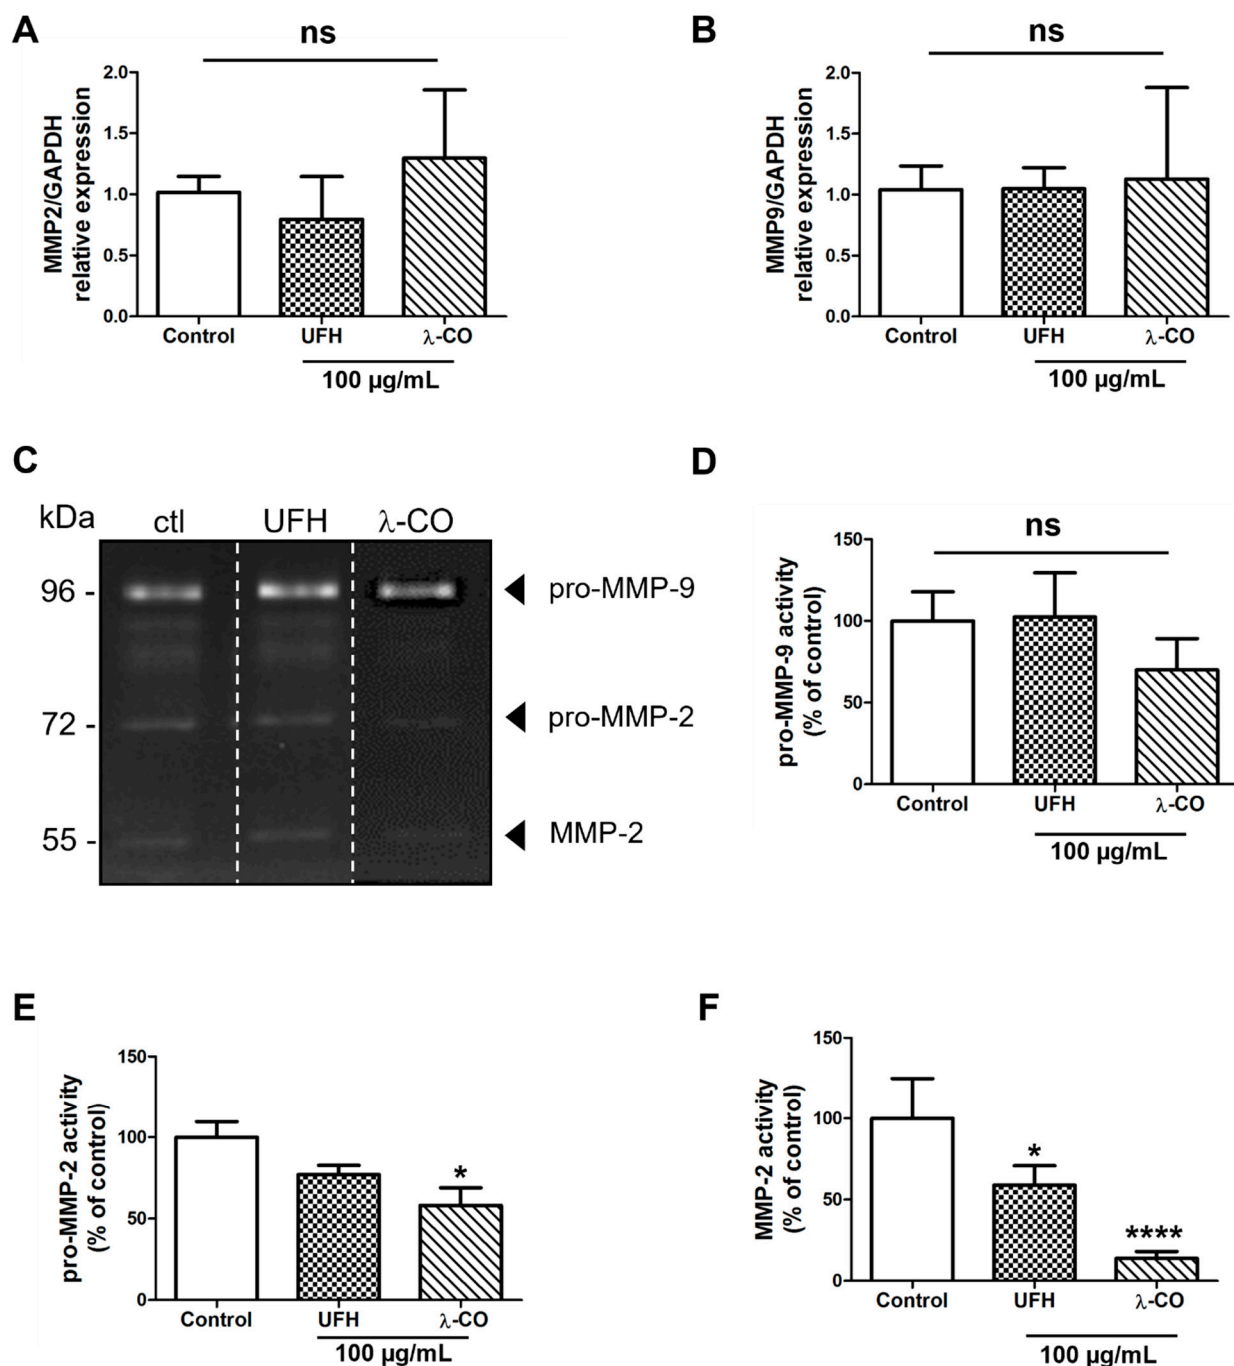 A
ns
MMP2/GAPDH
relative expression
2.0
1.5
1.0
0.5
0.0
Control
UFH
λ-CO
100 µg/mL
B
ns
MMP9/GAPDH
relative expression
2.0
1.5
1.0
0.5
0.0
Control
UFH
λ-CO
100 µg/mL
C
kDa
ctl
UFH
λ-CO
96 -
pro-MMP-9
72 -
pro-MMP-2
55 -
MMP-2
D
ns
pro-MMP-9 activity
(% of control)
150
100
50
0
Control
UFH
λ-CO
100 µg/mL
E
pro-MMP-2 activity
(% of control)
150
100
50
0
*
Control
UFH
λ-CO
100 µg/mL
F
MMP-2 activity
(% of control)
150
100
50
0
*
****
Control
UFH
λ-CO
100 µg/mL